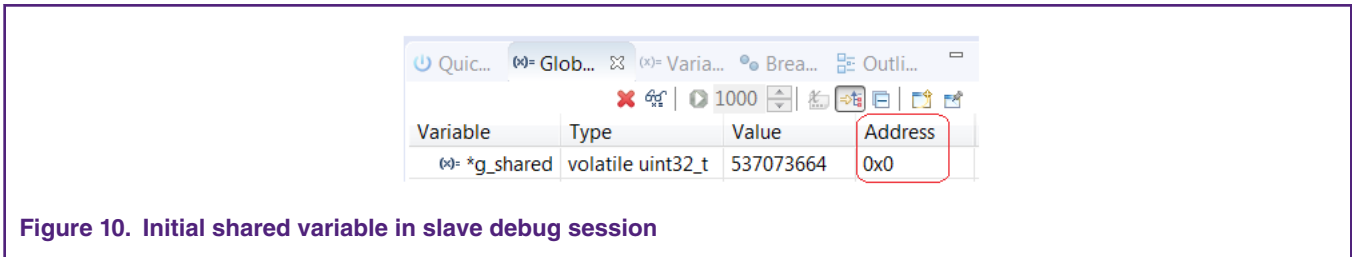 Quic... (x)= Glob... (x)= Varia... Brea... Outli...
1000
Variable Type Value Address
(x)= *g_shared volatile uint32_t 537073664 0x0
Figure 10. Initial shared variable in slave debug session